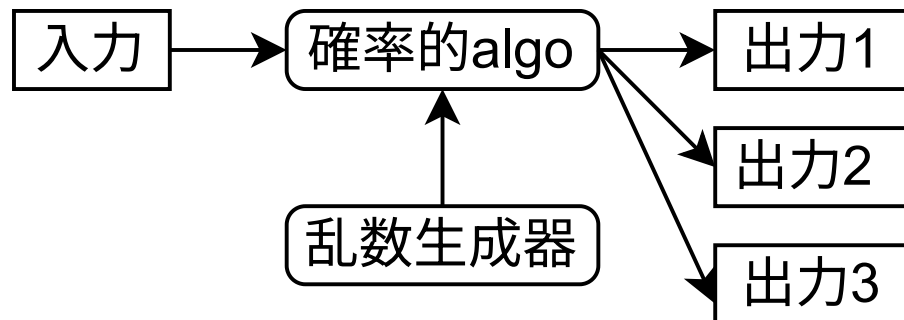 入力
確率的algo
出力1
出力2
乱数生成器
出力3